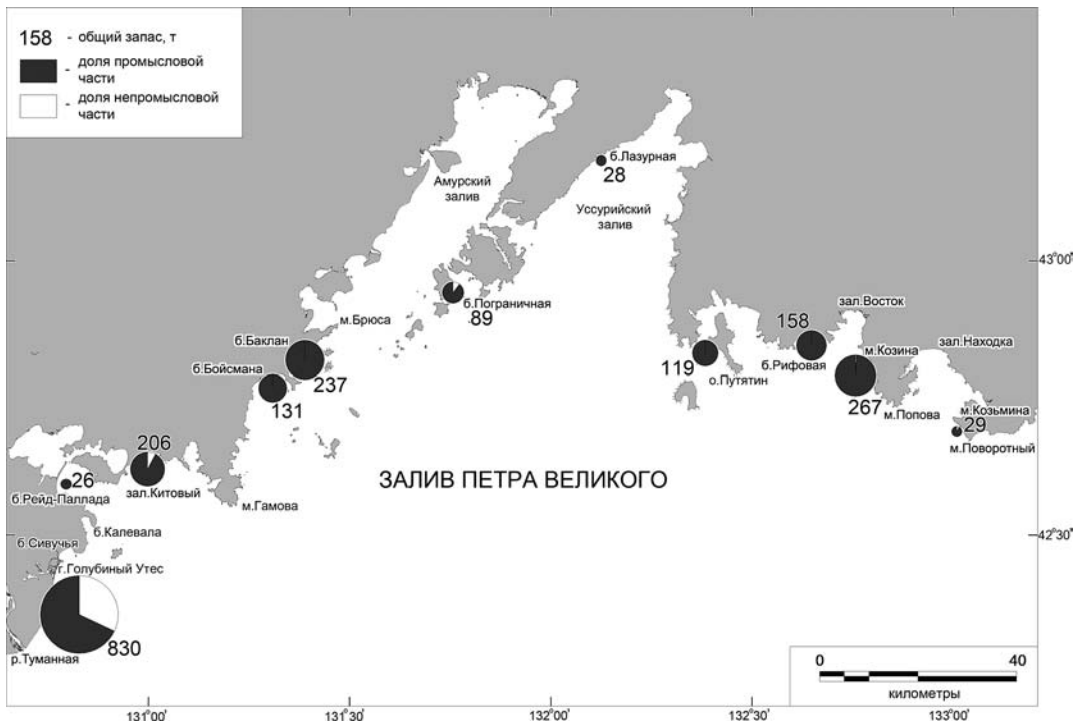 158 - общий запас, т
- доля промысловой
части
- доля непромысловой
части
б.Лазурная
28
Амурский
залив
Уссурийский
залив
43°00'
б.Пограничная
89
м.Брюса
зал.Восток
158
б.Баклан
м.Козина
зал.Находка
б.Бойсмана
237
131
119
б.Рифовая
о.Путятин
267
м.Попова
м.Козьмина
29
м.Поворотный
206
26
зал.Китовый
б.Рейд-Паллада
м.Гамова
ЗАЛИВ ПЕТРА ВЕЛИКОГО
б.Калевала
б.Сивучья
42°30'
г.Голубиный Утес
830
р.Туманная
0 40
километры
131°00' 131°30' 132°00' 132°30' 133°00'